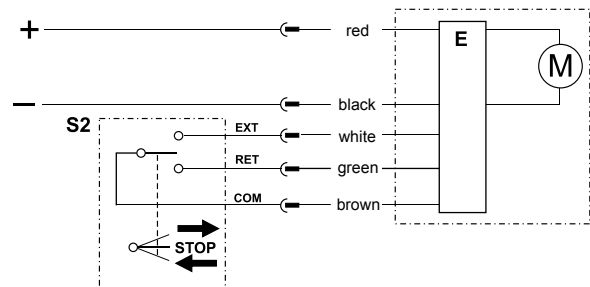 + red E
M
− black
S2 EXT white
RET green
COM brown
STOP